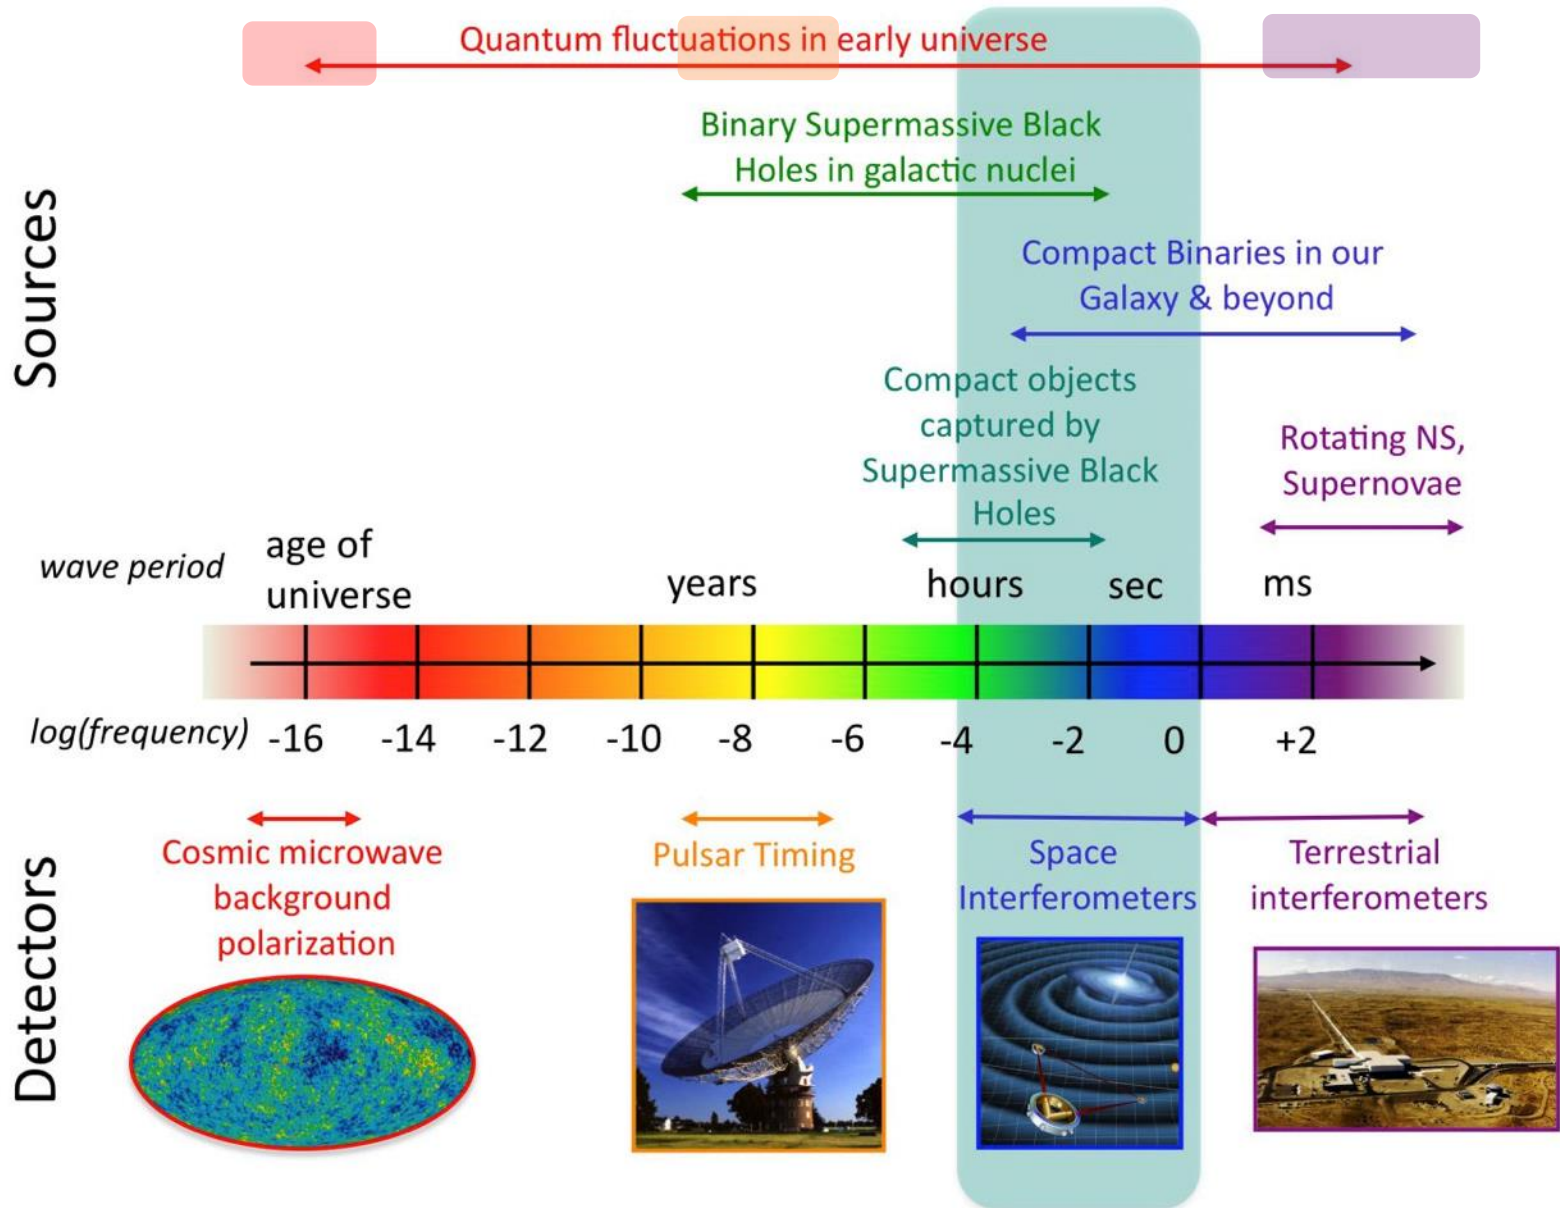 Quantum fluctuations in early universe
Binary Supermassive Black
Holes in galactic nuclei
Compact Binaries in our
Galaxy & beyond
Compact objects
captured by
Supermassive Black
Holes
Rotating NS,
Supernovae
Sources
wave period
age of
universe
years
hours
sec
ms
log(frequency)
-16
-14
-12
-10
-8
-6
-4
-2
0
+2
Detectors
Cosmic microwave
background
polarization
Pulsar Timing
Space
Interferometers
Terrestrial
interferometers